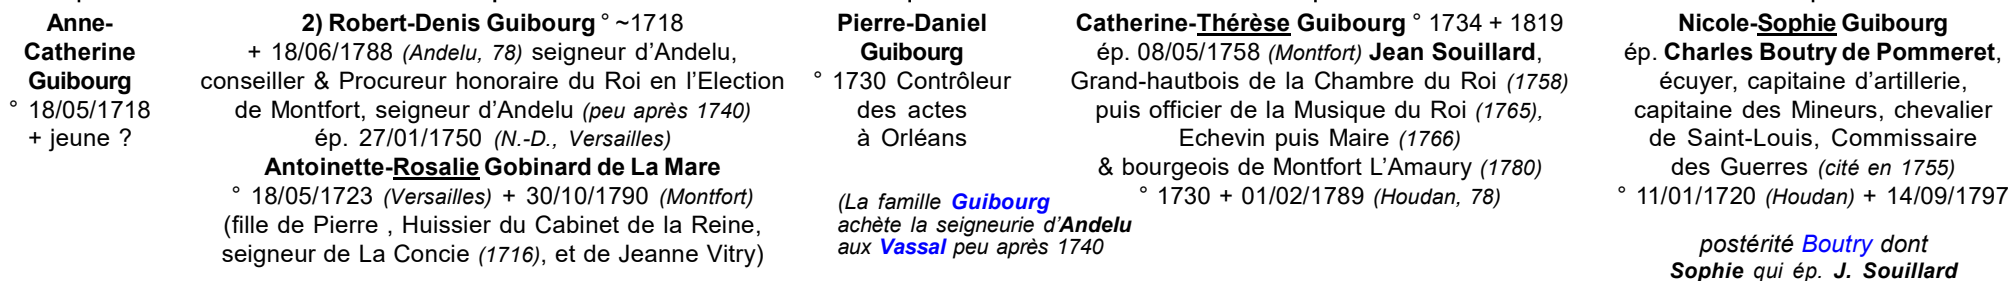 Anne-
Catherine
Guibourg
° 18/05/1718
+ jeune ?
2) Robert-Denis Guibourg ° ~1718
+ 18/06/1788 (Andelu, 78) seigneur d’Andelu,
conseiller & Procureur honoraire du Roi en l’Election
de Montfort, seigneur d’Andelu (peu après 1740)
ép. 27/01/1750 (N.-D., Versailles)
Antoinette-Rosalie Gobinard de La Mare
° 18/05/1723 (Versailles) + 30/10/1790 (Montfort)
(fille de Pierre , Huissier du Cabinet de la Reine,
seigneur de La Concie (1716), et de Jeanne Vitry)
Pierre-Daniel
Guibourg
° 1730 Contrôleur
des actes
à Orléans
(La famille Guibourg
achète la seigneurie d’Andelu
aux Vassal peu après 1740
Catherine-Thérèse Guibourg ° 1734 + 1819
ép. 08/05/1758 (Montfort) Jean Souillard,
Grand-hautbois de la Chambre du Roi (1758)
puis officier de la Musique du Roi (1765),
Echevin puis Maire (1766)
& bourgeois de Montfort L’Amaury (1780)
° 1730 + 01/02/1789 (Houdan, 78)
Nicole-Sophie Guibourg
ép. Charles Boutry de Pommeret,
écuyer, capitaine d’artillerie,
capitaine des Mineurs, chevalier
de Saint-Louis, Commissaire
des Guerres (cité en 1755)
° 11/01/1720 (Houdan) + 14/09/1797
postérité Boutry dont
Sophie qui ép. J. Souillard